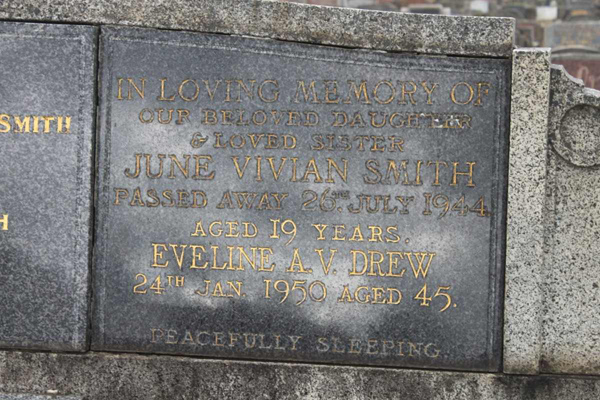 SMITH
H
IN LOVING MEMORY OF
OUR BELOVED DAUGHTER
& LOVED SISTER
JUNE VIVIAN SMITH
PASSED AWAY 26TH JULY 1944
AGED 19 YEARS.
EVELINE A.V. DREW
24TH JAN. 1950 AGED 45.
PEACEFULLY SLEEPING.